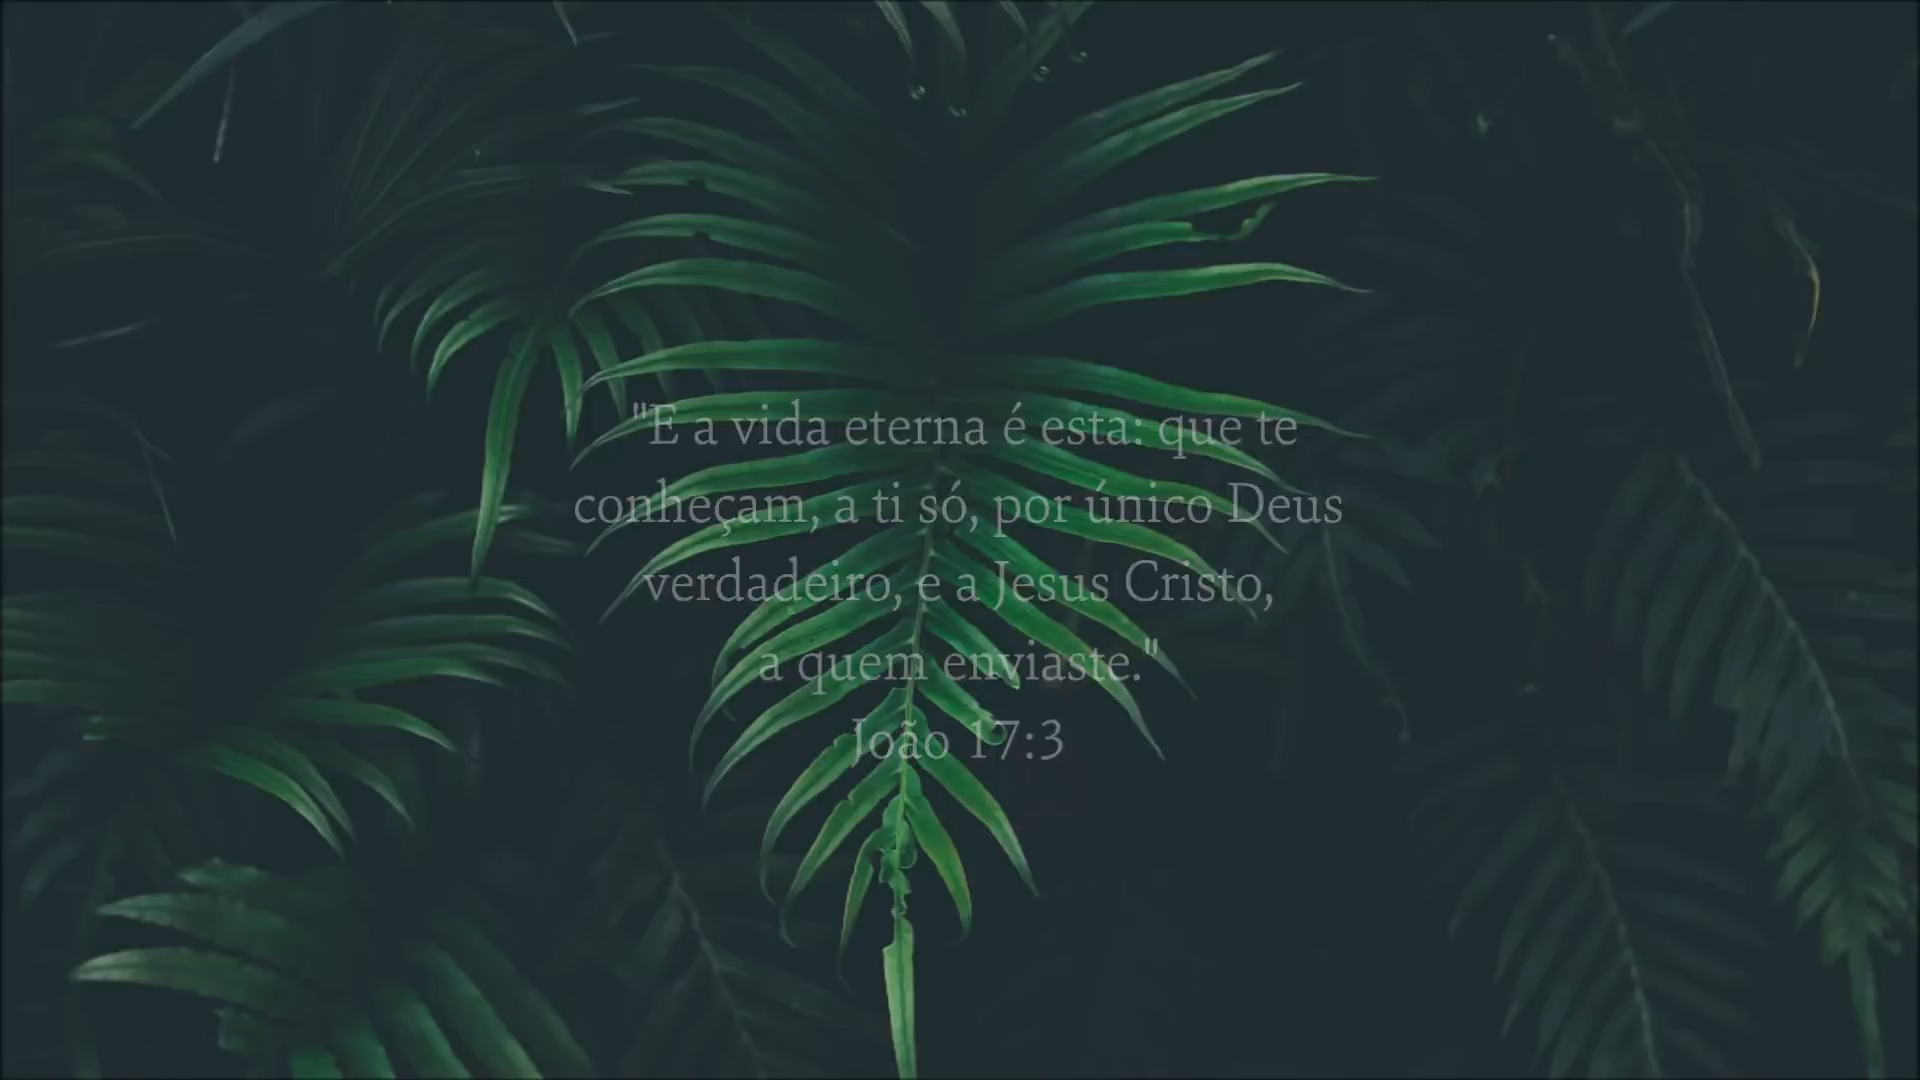 "E a vida eterna é esta: que te
conheçam, a ti só, por único Deus
verdadeiro, e a Jesus Cristo,
a quem enviaste."
João 17:3